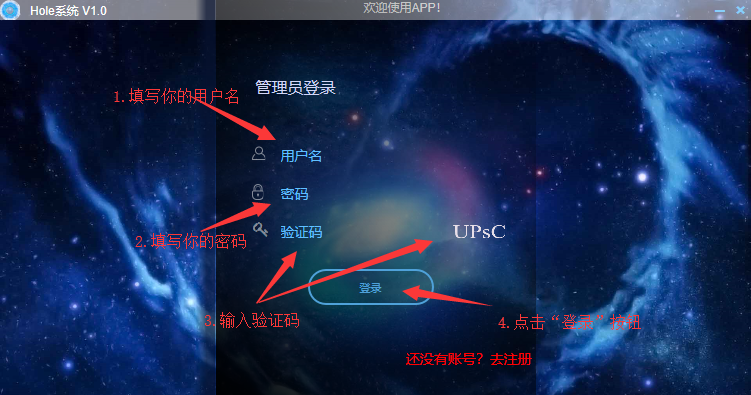 Hole系统 V1.0
欢迎使用APP!
管理员登录
1.填写你的用户名
用户名
密码
2.填写你的密码
验证码
UPsC
登录
3.输入验证码
4.点击“登录”按钮
还没有账号？去注册